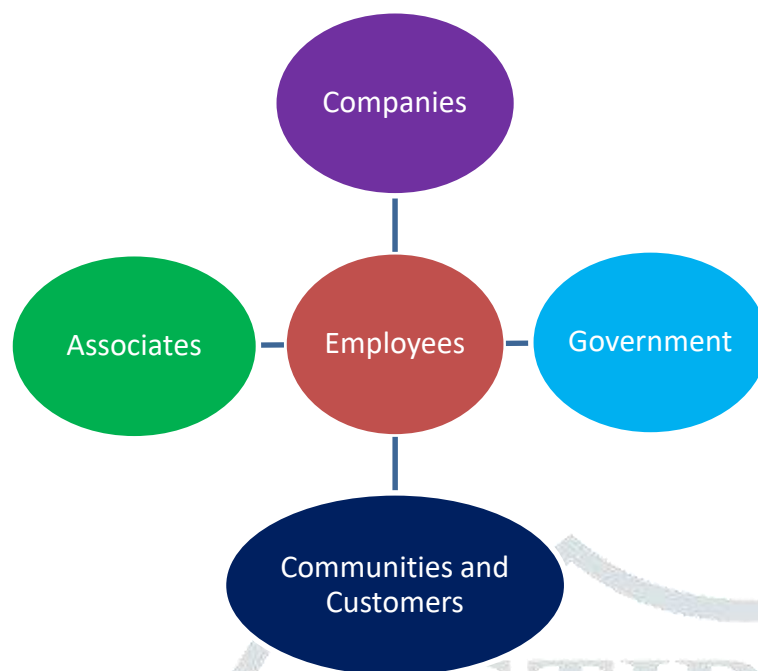 Companies
Associates
Employees
Government
Communities and
Customers